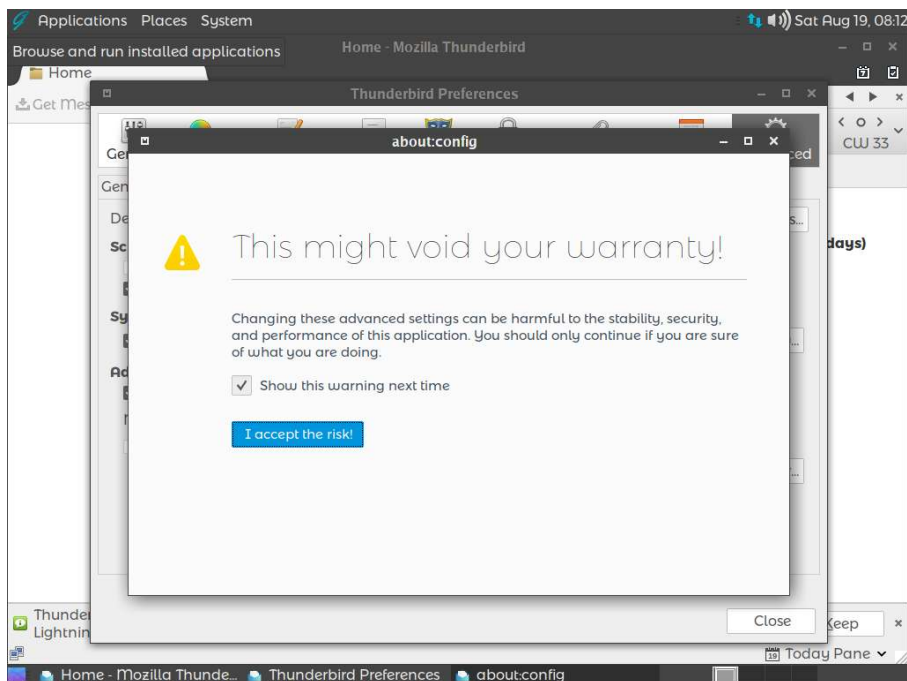 Applications Places System
Sat Aug 19, 08:12
Browse and run installed applications
Home - Mozilla Thunderbird
Home
Get Mes
Thunderbird Preferences
about:config
CW 33
Gen
This might void your warranty!
days)
Changing these advanced settings can be harmful to the stability, security,
and performance of this application. You should only continue if you are sure
of what you are doing.
Show this warning next time
I accept the risk!
Close
Keep
Thunder
Lightnin
19 Today Pane
Home - Mozilla Thunde... Thunderbird Preferences about:config